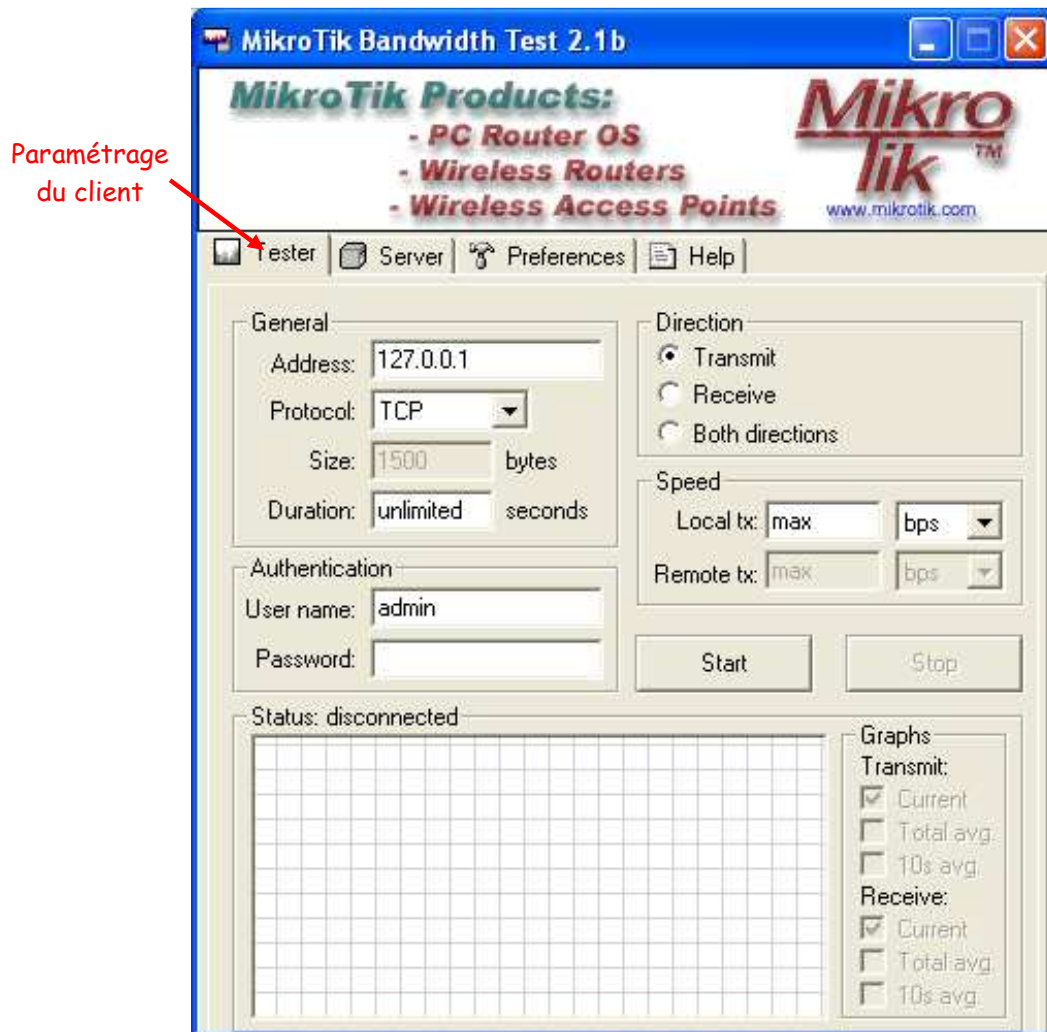 MikroTik Bandwidth Test 2.1b
MikroTik Products:
- PC Router OS
- Wireless Routers
- Wireless Access Points
Mikro
Tik TM
www.mikrotik.com
Paramétrage
du client
Tester Server Preferences Help
General
Address: 127.0.0.1
Protocol: TCP
Size: 1500 bytes
Duration: unlimited seconds
Authentication
User name: admin
Password:
Direction
Transmit
Receive
Both directions
Speed
Local tx: max bps
Remote tx: max bps
Start Stop
Status: disconnected
Graphs
Transmit:
Current
Total avg.
10s avg.
Receive:
Current
Total avg.
10s avg.